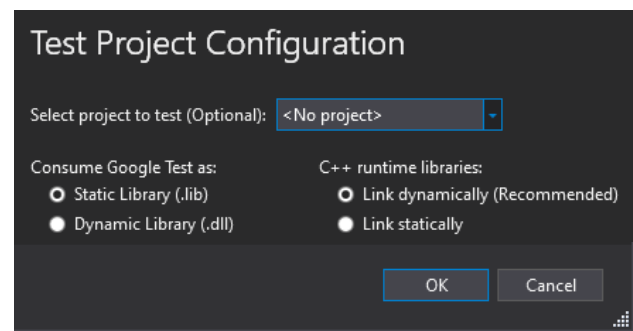 Test Project Configuration
Select project to test (Optional): <No project>
Consume Google Test as:
Static Library (.lib)
Dynamic Library (.dll)
C++ runtime libraries:
Link dynamically (Recommended)
Link statically
OK
Cancel